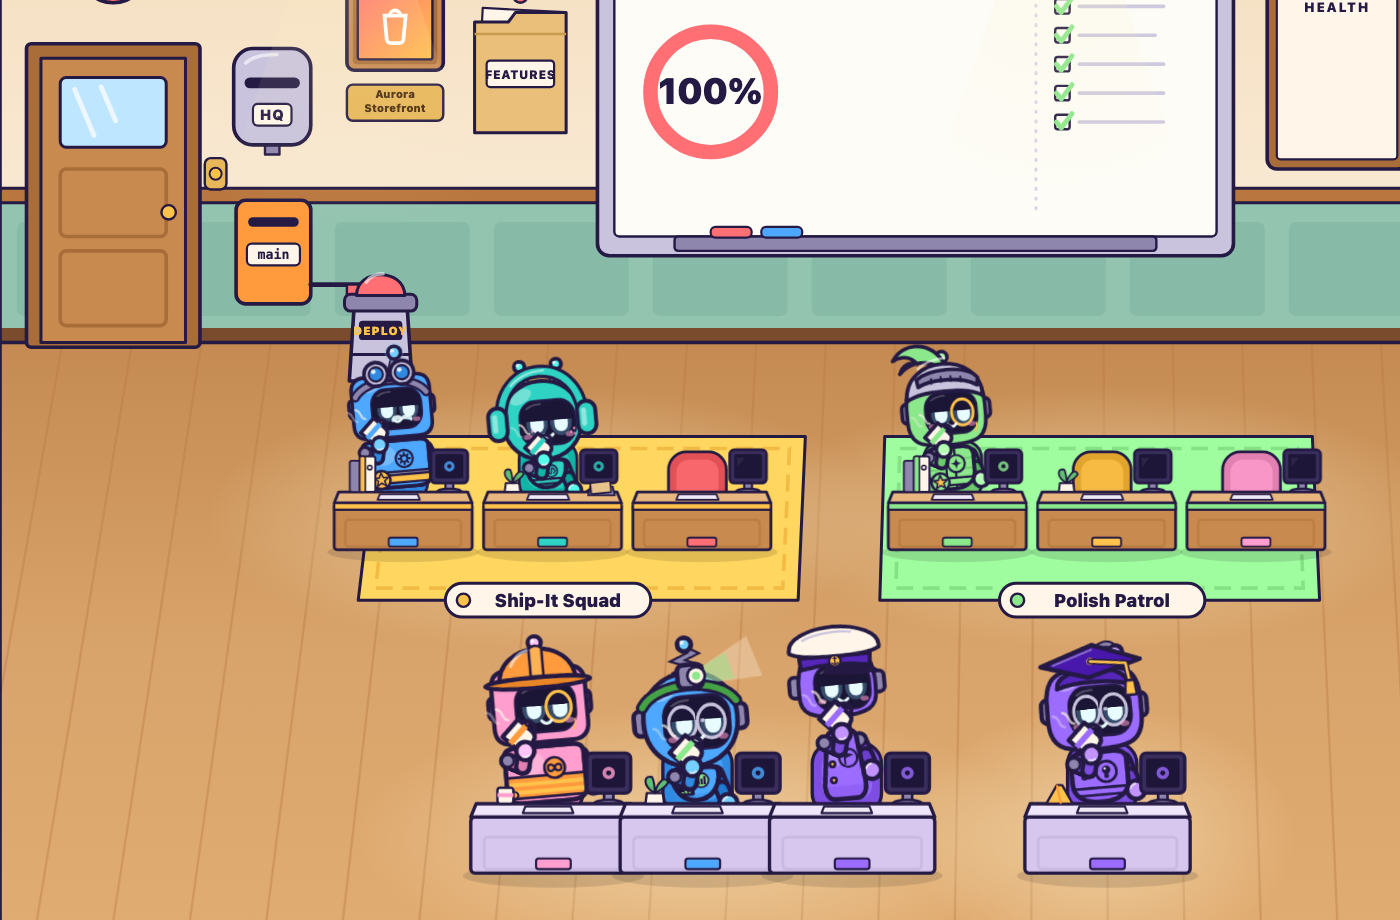 HEALTH
FEATURES
100%
HQ
Aurora
Storefront
main
DEPLOY
Ship-It Squad
Polish Patrol